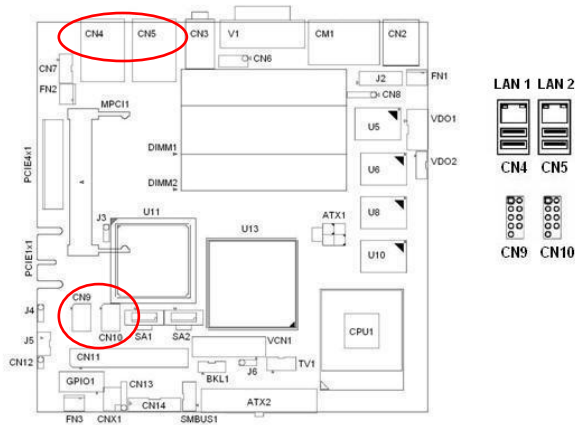 CN4 CN5 CN3 V1 CM1 CN2
CN6
CN7
FN2
J2
FN1
CN8
MPCI1
U5
VDO1
DIMM1
DIMM2
U6
VDO2
PCIE4x1
A
U8
J3
U11
U13
ATX1
U10
PCIE1x1
CN9
CN10
J4
SA1
SA2
CPU1
J5
CN11
VCN1
CN12
J6
TV1
BKL1
GPIO1
CN13
FN3
CNX1
CN14
SMBUS1
ATX2
LAN 1 LAN 2
CN4 CN5
CN9 CN10